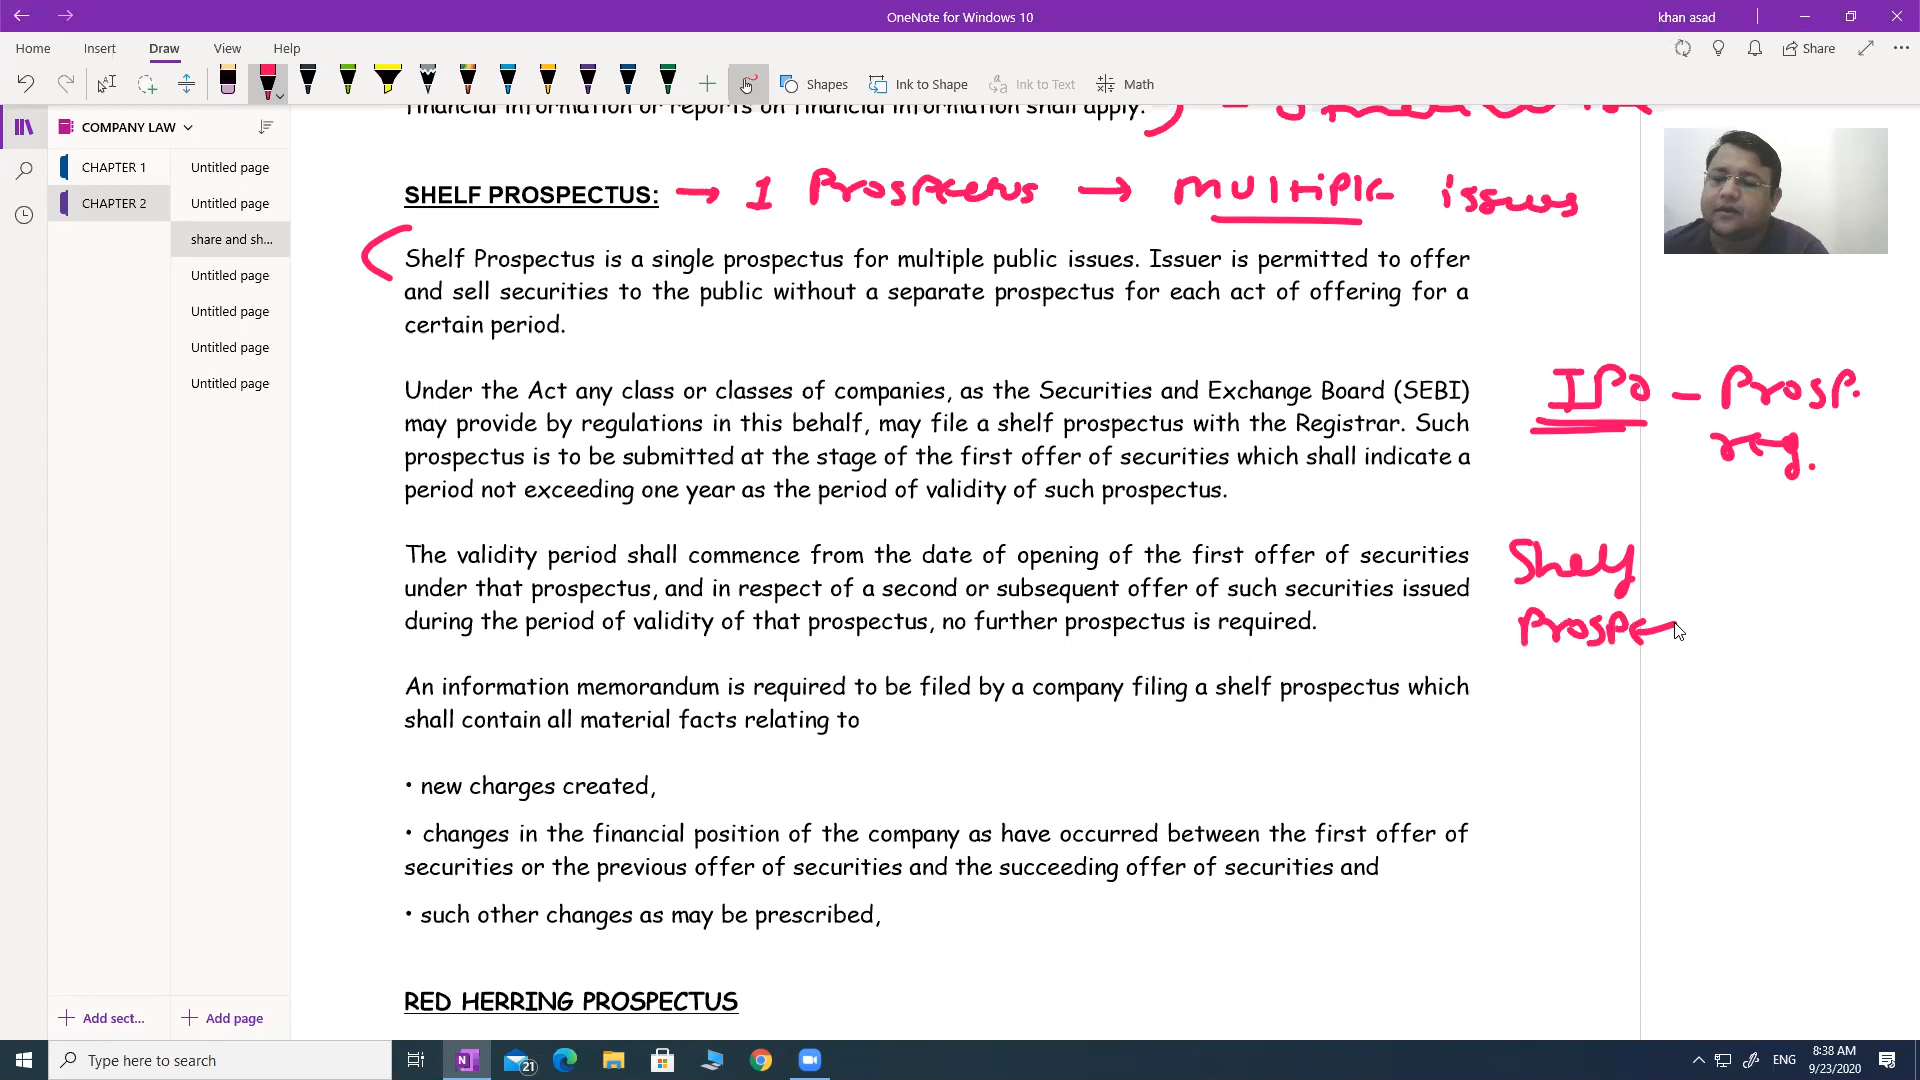 OneNote for Windows 10
khan asad
Home Insert Draw View Help
Share
Shapes
Ink to Shape
Ink to Text
Math
COMPANY LAW
CHAPTER 1
CHAPTER 2
Untitled page
Untitled page
share and sh...
Untitled page
Untitled page
Untitled page
Untitled page
Add sect...
Add page
financial information or reports on financial information shall apply.
SHELF PROSPECTUS: → 1 Prospectus → multiple issues
Shelf Prospectus is a single prospectus for multiple public issues. Issuer is permitted to offer
and sell securities to the public without a separate prospectus for each act of offering for a
certain period.
Under the Act any class or classes of companies, as the Securities and Exchange Board (SEBI)
may provide by regulations in this behalf, may file a shelf prospectus with the Registrar. Such
prospectus is to be submitted at the stage of the first offer of securities which shall indicate a
period not exceeding one year as the period of validity of such prospectus.
IPO – Prosp.
req.
The validity period shall commence from the date of opening of the first offer of securities
under that prospectus, and in respect of a second or subsequent offer of such securities issued
during the period of validity of that prospectus, no further prospectus is required.
Shelf
Prospe
An information memorandum is required to be filed by a company filing a shelf prospectus which
shall contain all material facts relating to
• new charges created,
• changes in the financial position of the company as have occurred between the first offer of
securities or the previous offer of securities and the succeeding offer of securities and
• such other changes as may be prescribed,
RED HERRING PROSPECTUS
Type here to search
21
ENG
8:38 AM
9/23/2020